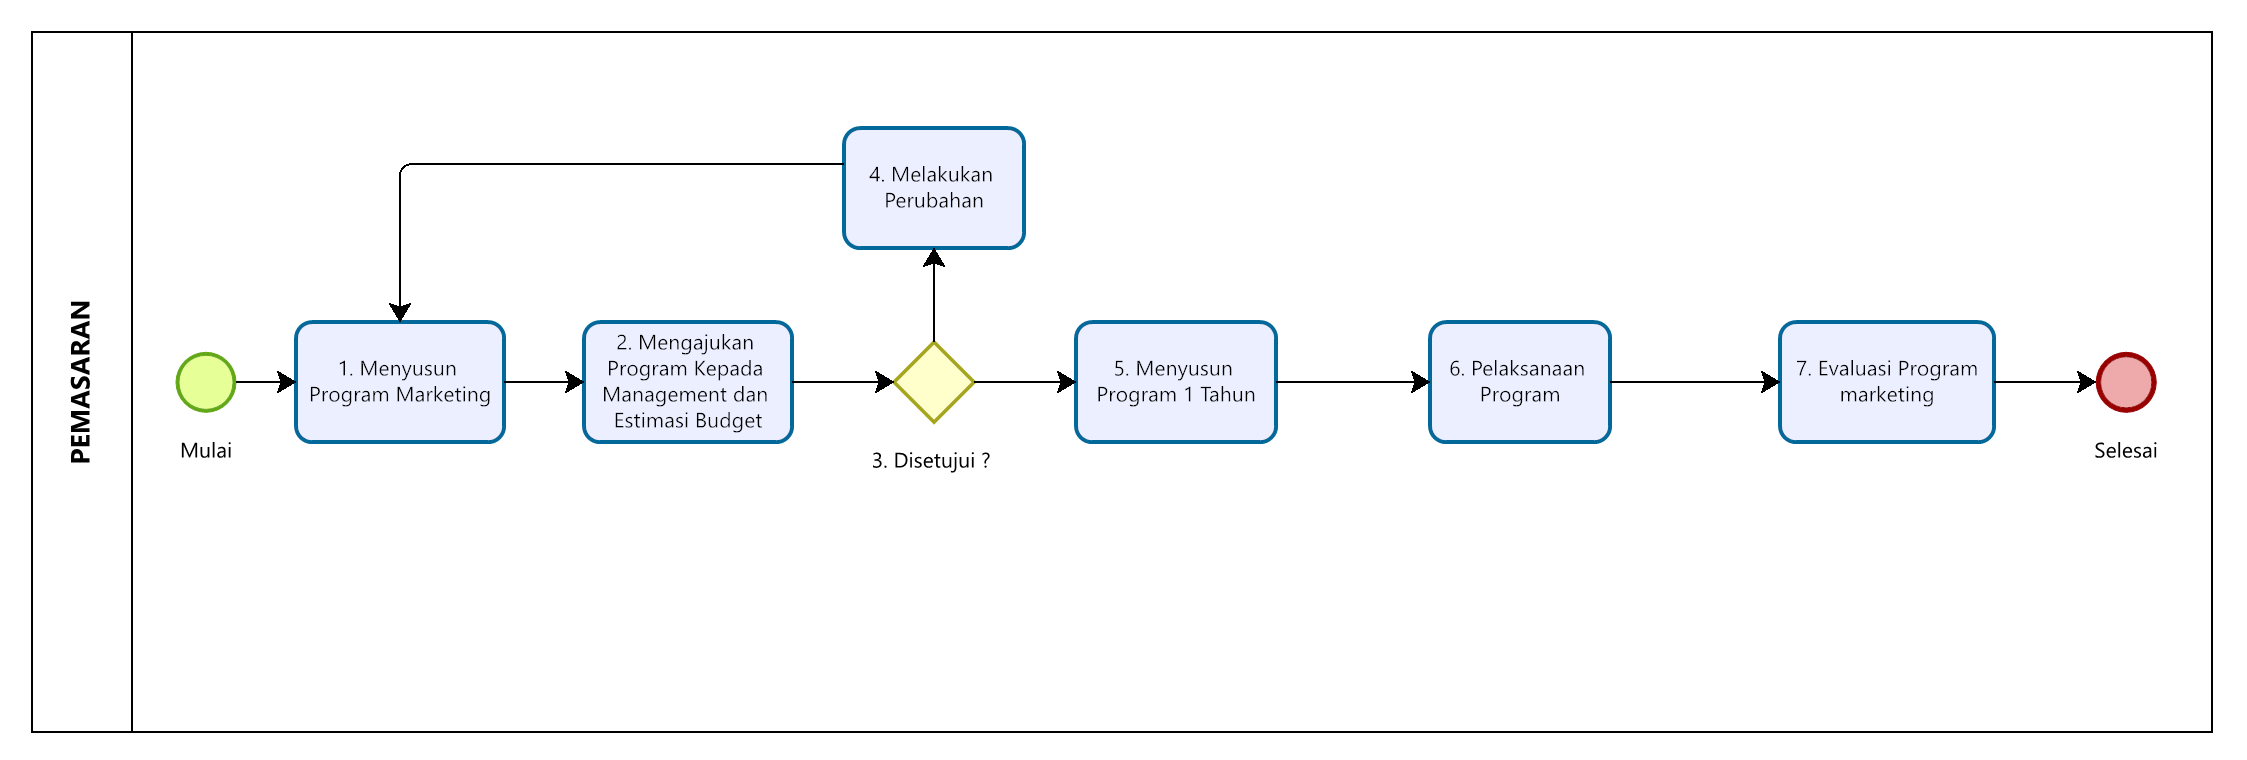 PEMASARAN
Mulai
1. Menyusun
Program Marketing
2. Mengajukan
Program Kepada
Management dan
Estimasi Budget
3. Disetujui ?
4. Melakukan
Perubahan
5. Menyusun
Program 1 Tahun
6. Pelaksanaan
Program
7. Evaluasi Program
marketing
Selesai